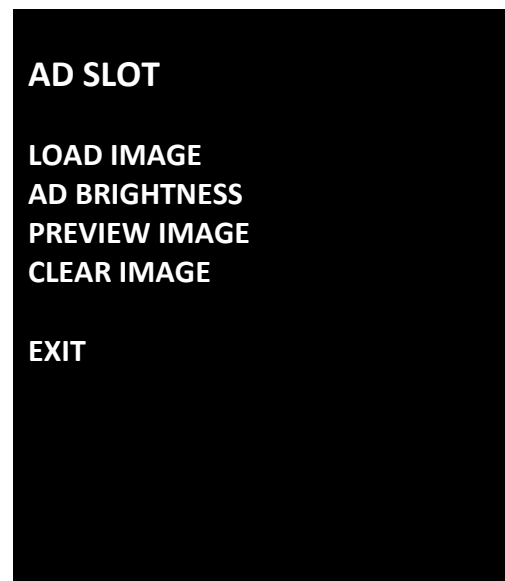 AD SLOT
LOAD IMAGE
AD BRIGHTNESS
PREVIEW IMAGE
CLEAR IMAGE
EXIT